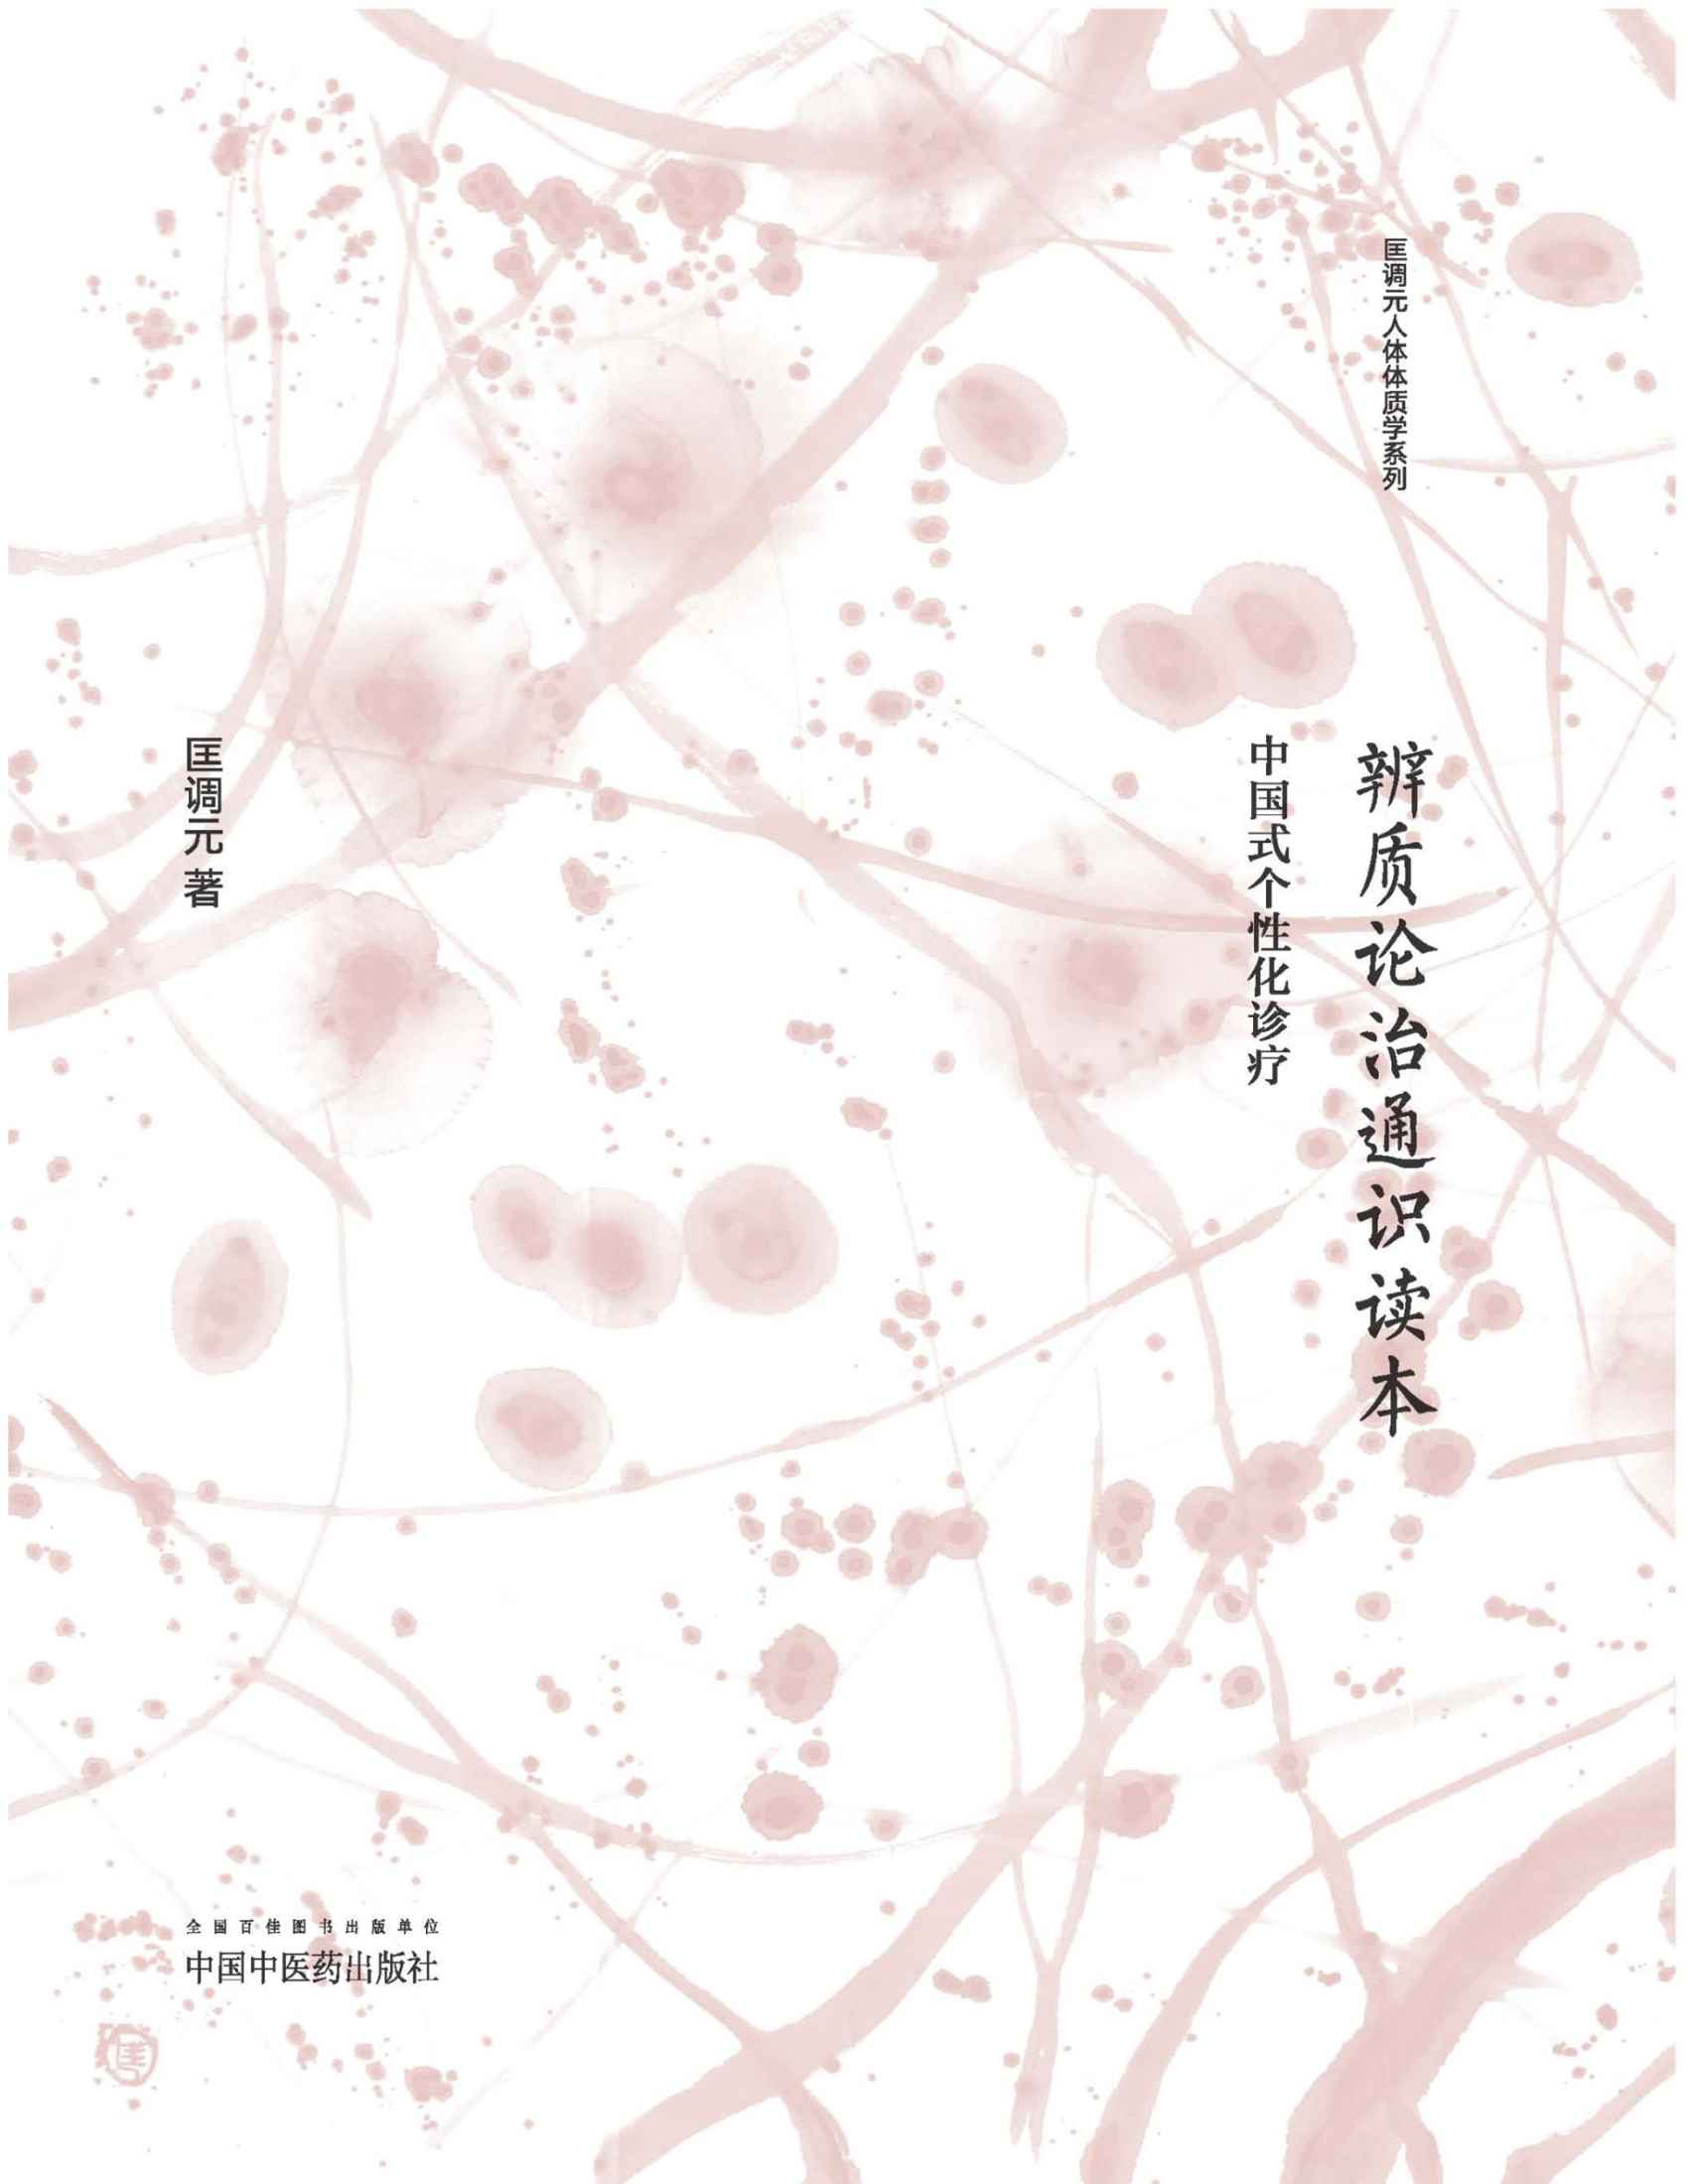 匡调元人体体质学系列
辨质论治通识读本
中国式个性化诊疗
匡调元 著
全国百佳图书出版单位
中国中医药出版社